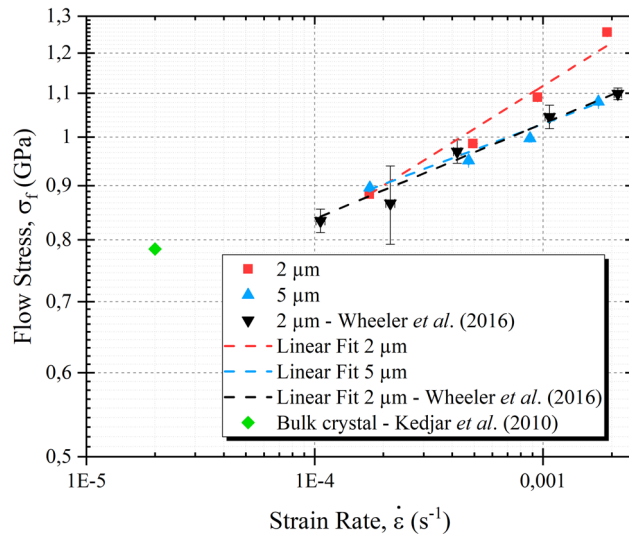 1,3
1,2
1,1
1
0,9
0,8
0,7
0,6
0,5
Flow Stress, σf (GPa)
2 µm
5 µm
2 µm - Wheeler et al. (2016)
Linear Fit 2 µm
Linear Fit 5 µm
Linear Fit 2 µm - Wheeler et al. (2016)
Bulk crystal - Kedjar et al. (2010)
1E-5 1E-4 0,001
Strain Rate, ε̇ (s⁻¹)